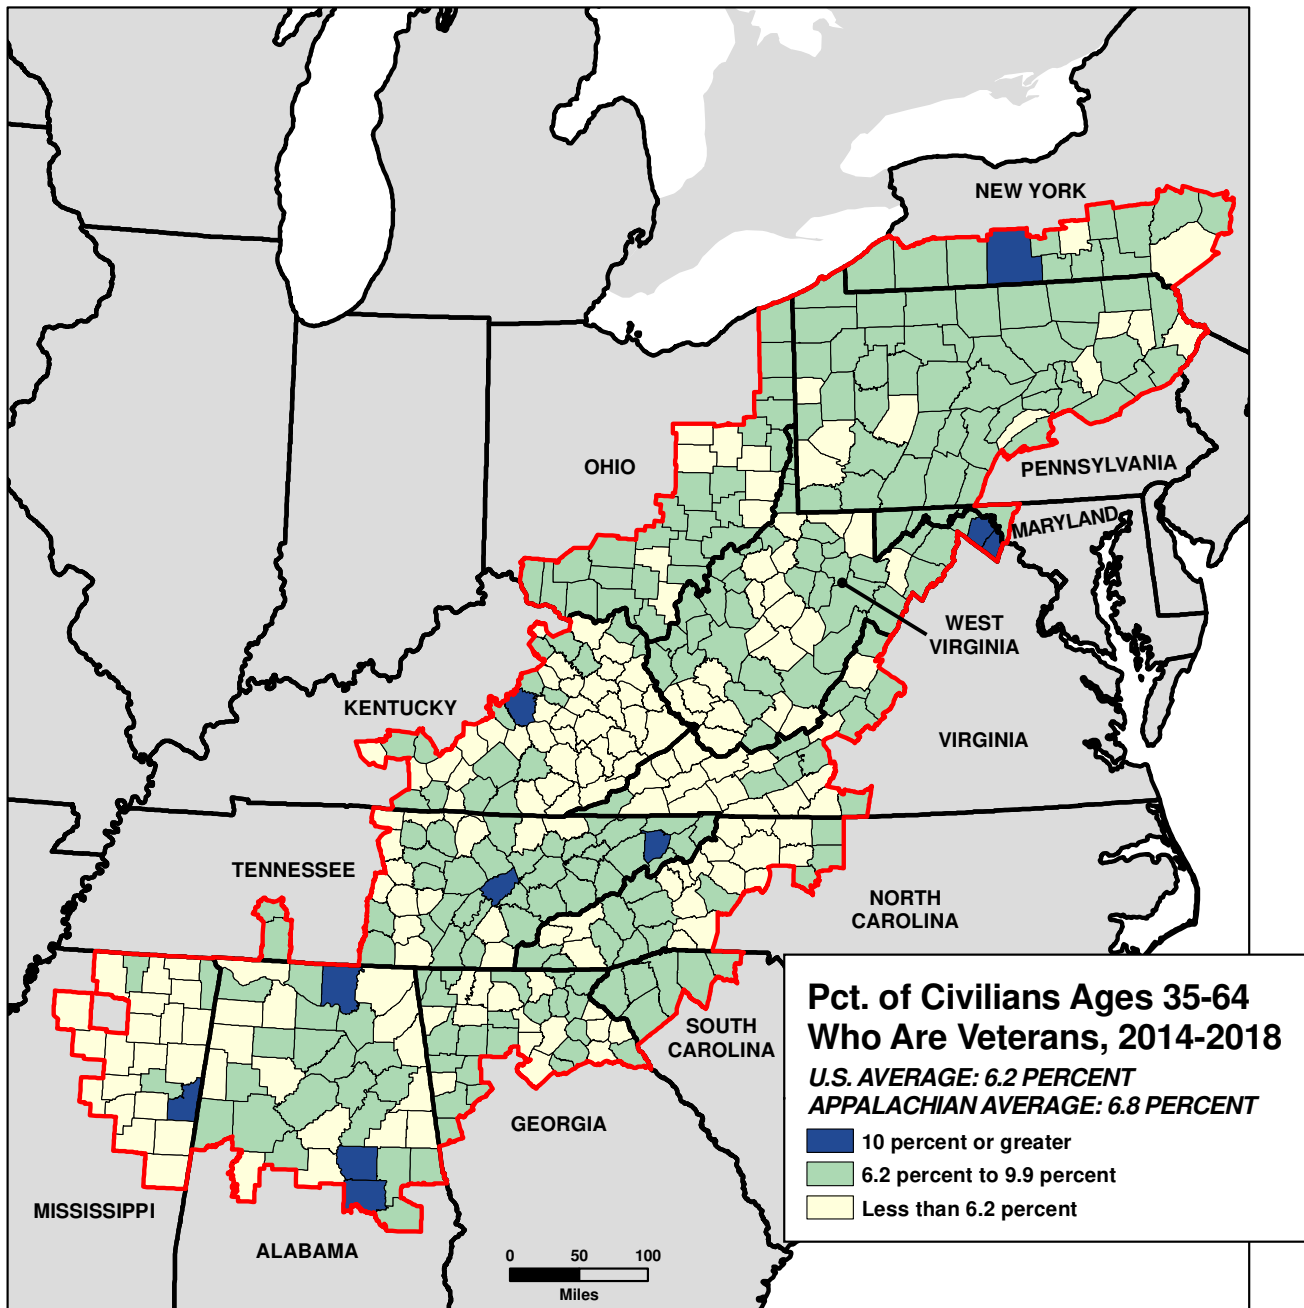 NEW YORK
OHIO
PENNSYLVANIA
MARYLAND
WEST
VIRGINIA
KENTUCKY
VIRGINIA
TENNESSEE
NORTH
CAROLINA
SOUTH
CAROLINA
GEORGIA
MISSISSIPPI
ALABAMA
Pct. of Civilians Ages 35-64
Who Are Veterans, 2014-2018
U.S. AVERAGE: 6.2 PERCENT
APPALACHIAN AVERAGE: 6.8 PERCENT
10 percent or greater
6.2 percent to 9.9 percent
Less than 6.2 percent
0 50 100
Miles